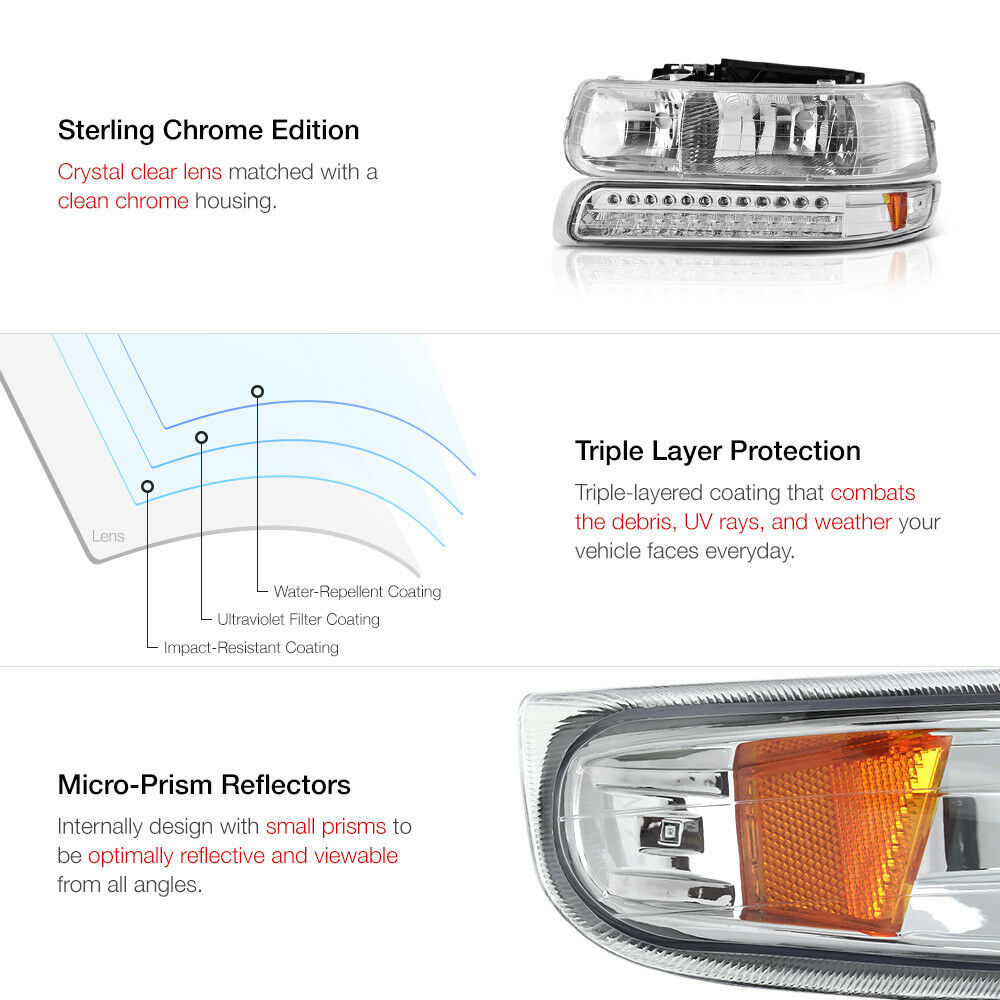 Sterling Chrome Edition
Crystal clear lens matched with a
clean chrome housing.
Lens
Water-Repellent Coating
Ultraviolet Filter Coating
Impact-Resistant Coating
Triple Layer Protection
Triple-layered coating that combats
the debris, UV rays, and weather your
vehicle faces everyday.
Micro-Prism Reflectors
Internally design with small prisms to
be optimally reflective and viewable
from all angles.